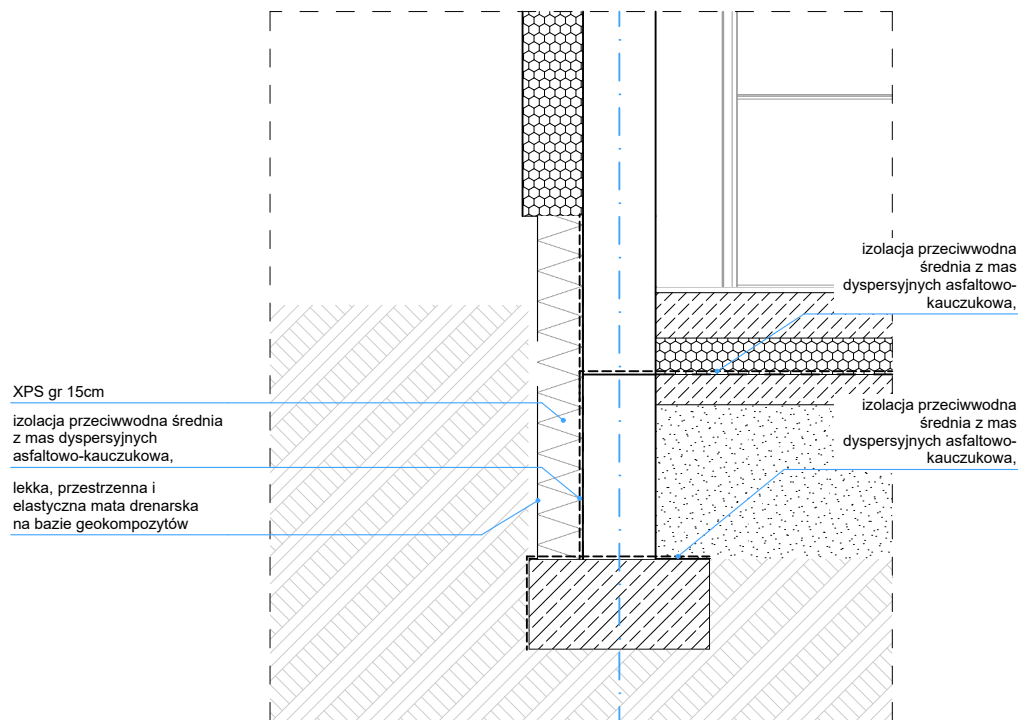 XPS gr 15cm
izolacja przeciwwodna średnia
z mas dyspersyjnych
asfaltowo-kauczukowa,
lekka, przestrzenna i
elastyczna mata drenarska
na bazie geokompozytów
izolacja przeciwwodna
średnia z mas
dyspersyjnych asfaltowo-
kauczukowa,
izolacja przeciwwodna
średnia z mas
dyspersyjnych asfaltowo-
kauczukowa,